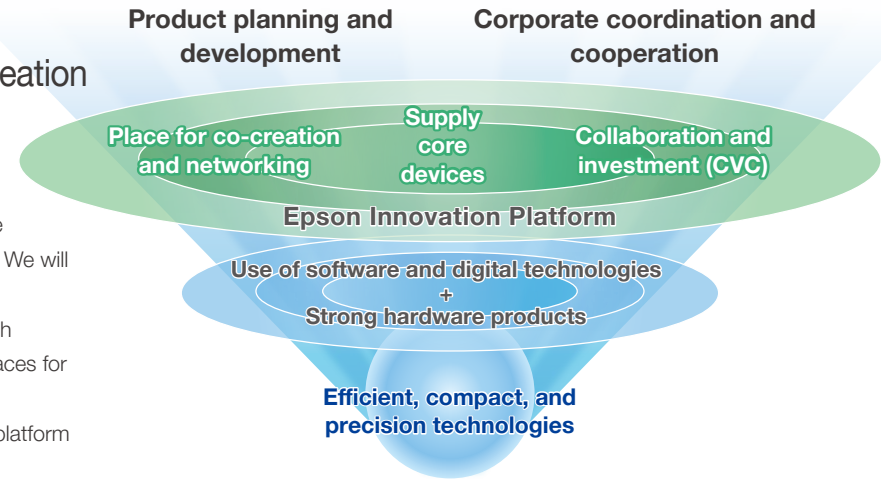 Product planning and
development
Corporate coordination and
cooperation
Place for co-creation
and networking
Supply
core
devices
Collaboration and
investment (CVC)
Epson Innovation Platform
Use of software and digital technologies
+
Strong hardware products
Efficient, compact, and
precision technologies
We will
for
platform